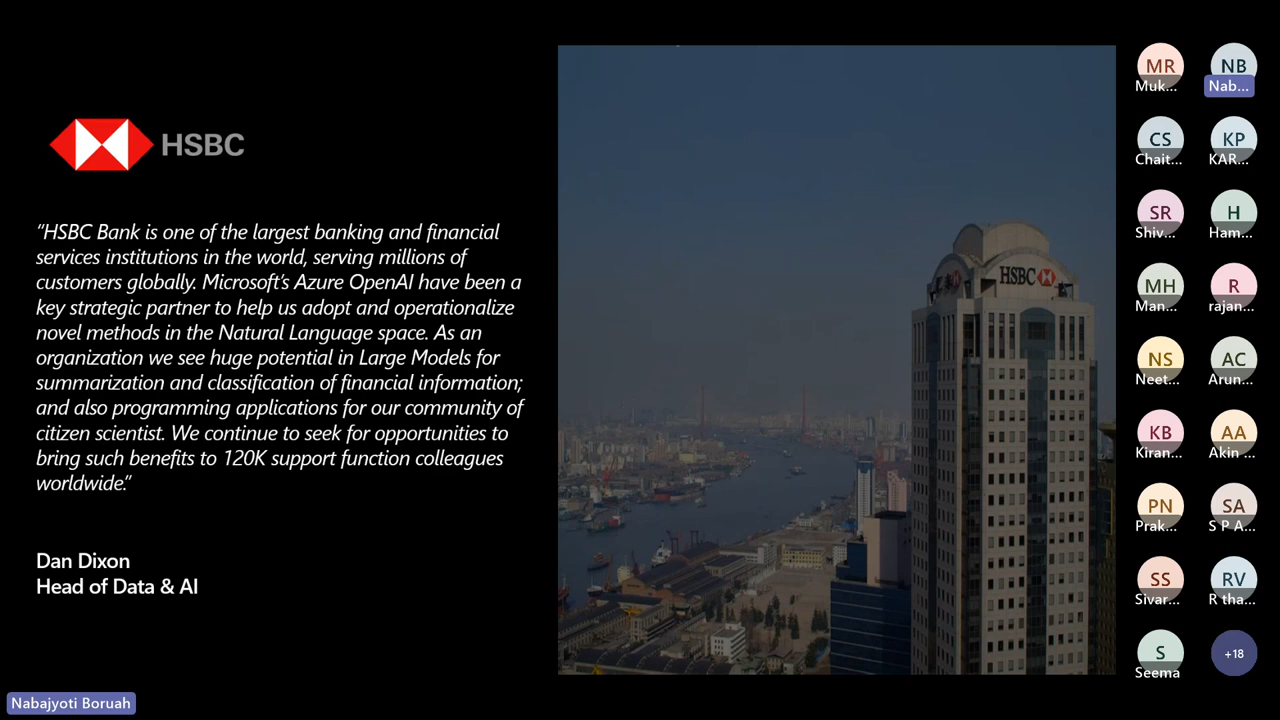 HSBC
“HSBC Bank is one of the largest banking and financial
services institutions in the world, serving millions of
customers globally. Microsoft’s Azure OpenAI have been a
key strategic partner to help us adopt and operationalize
novel methods in the Natural Language space. As an
organization we see huge potential in Large Models for
summarization and classification of financial information;
and also programming applications for our community of
citizen scientist. We continue to seek for opportunities to
bring such benefits to 120K support function colleagues
worldwide.”
Dan Dixon
Head of Data & AI
HSBC
MR
Muk...
NB
Nab...
CS
Chait...
KP
KAR...
SR
Shiv...
H
Ham...
MH
Man...
R
rajan...
NS
Neet...
AC
Arun...
KB
Kiran...
AA
Akin ...
PN
Prak...
SA
S P A...
SS
Sivar...
RV
R tha...
S
Seema
+18
Nabajyoti Boruah